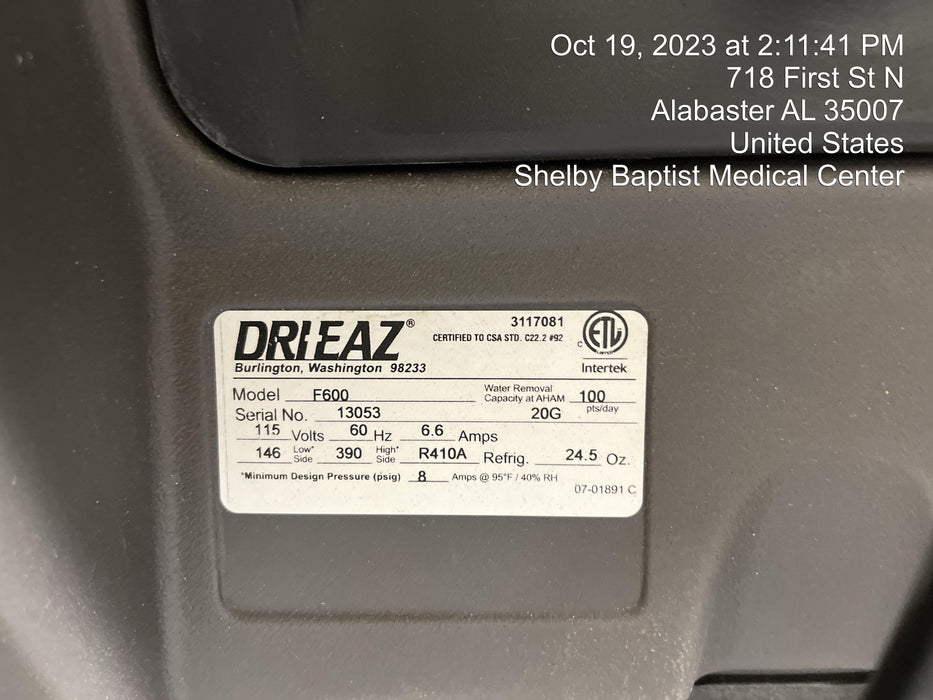 Oct 19, 2023 at 2:11:41 PM
718 First St N
Alabaster AL 35007
United States
Shelby Baptist Medical Center
DRI-EAZ® 3117081
CERTIFIED TO CSA STD. C22.2 #92
C ETL
Burlington, Washington 98233 Intertek
Model F600 Water Removal Capacity at AHAM 100 pts/day
Serial No. 13053 20G
115 Volts 60 Hz 6.6 Amps
146 Low* Side 390 High* Side R410A Refrig. 24.5 Oz.
*Minimum Design Pressure (psig) 8 Amps @ 95°F / 40% RH
07-01891 C